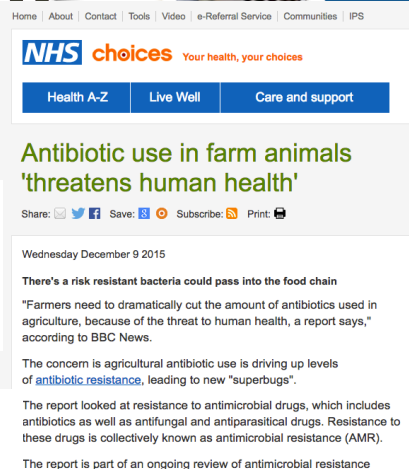 Home | About | Contact | Tools | Video | e-Referral Service | Communities | IPS
NHS choices Your health, your choices
Health A-Z Live Well Care and support
Antibiotic use in farm animals
'threatens human health'
Share: Save: 8 Subscribe: Print:
Wednesday December 9 2015
There's a risk resistant bacteria could pass into the food chain
"Farmers need to dramatically cut the amount of antibiotics used in
agriculture, because of the threat to human health, a report says,"
according to BBC News.
The concern is agricultural antibiotic use is driving up levels
of antibiotic resistance, leading to new "superbugs".
The report looked at resistance to antimicrobial drugs, which includes
antibiotics as well as antifungal and antiparasitical drugs. Resistance to
these drugs is collectively known as antimicrobial resistance (AMR).
The report is part of an ongoing review of antimicrobial resistance